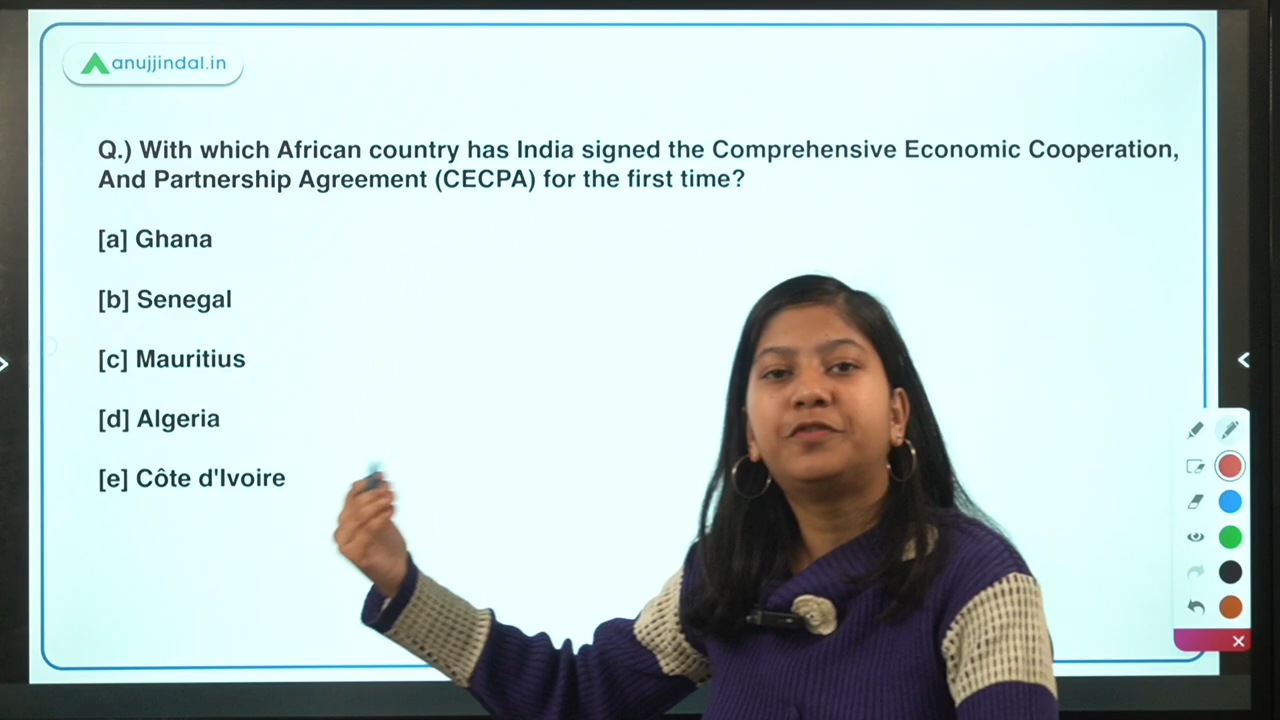 anujjindal.in
Q.) With which African country has India signed the Comprehensive Economic Cooperation,
And Partnership Agreement (CECPA) for the first time?
[a] Ghana
[b] Senegal
[c] Mauritius
[d] Algeria
[e] Côte d'Ivoire